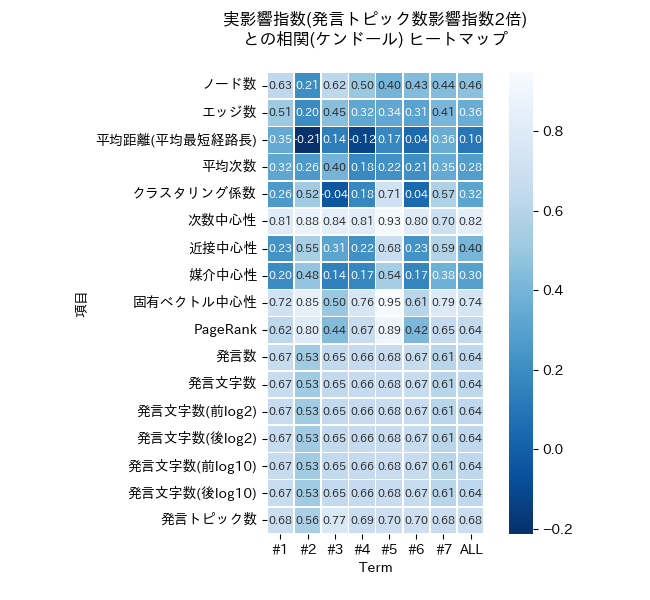 実影響指数(発言トピック数影響指数2倍)
との相関(ケンドール) ヒートマップ
ノード数 0.63 0.21 0.62 0.50 0.40 0.43 0.44 0.46
エッジ数 0.51 0.20 0.45 0.32 0.34 0.31 0.41 0.36
平均距離(平均最短経路長) 0.35 -0.21 0.14 -0.12 0.17 0.04 0.36 0.10
平均次数 0.32 0.26 0.40 0.18 0.22 0.21 0.35 0.28
クラスタリング係数 0.26 0.52 -0.04 0.18 0.71 0.04 0.57 0.32
次数中心性 0.81 0.88 0.84 0.81 0.93 0.80 0.70 0.82
近接中心性 0.23 0.55 0.31 0.22 0.68 0.23 0.59 0.40
媒介中心性 0.20 0.48 0.14 0.17 0.54 0.17 0.38 0.30
固有ベクトル中心性 0.72 0.85 0.50 0.76 0.95 0.61 0.79 0.74
PageRank 0.62 0.80 0.44 0.67 0.89 0.42 0.65 0.64
発言数 0.67 0.53 0.65 0.66 0.68 0.67 0.61 0.64
発言文字数 0.67 0.53 0.65 0.66 0.68 0.67 0.61 0.64
発言文字数(前log2) 0.67 0.53 0.65 0.66 0.68 0.67 0.61 0.64
発言文字数(後log2) 0.67 0.53 0.65 0.66 0.68 0.67 0.61 0.64
発言文字数(前log10) 0.67 0.53 0.65 0.66 0.68 0.67 0.61 0.64
発言文字数(後log10) 0.67 0.53 0.65 0.66 0.68 0.67 0.61 0.64
発言トピック数 0.68 0.56 0.77 0.69 0.70 0.70 0.68 0.68
#1 #2 #3 #4 #5 #6 #7 ALL
Term
項目
0.8
0.6
0.4
0.2
0.0
−0.2